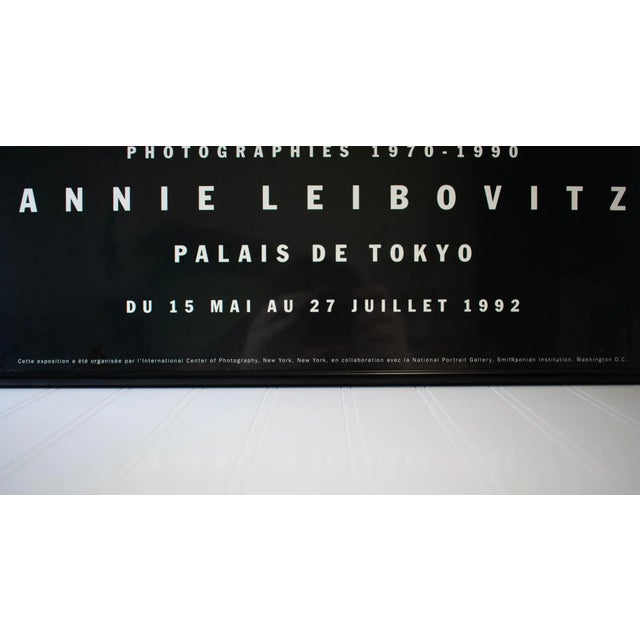 PHOTOGRAPHIES 1970-1990
ANNIE LEIBOVITZ
PALAIS DE TOKYO
DU 15 MAI AU 27 JUILLET 1992
Cette exposition a été organisée par l'International Center of Photography, New York, New York, en collaboration avec la National Portrait Gallery, Smithsonian Institution, Washington D.C.